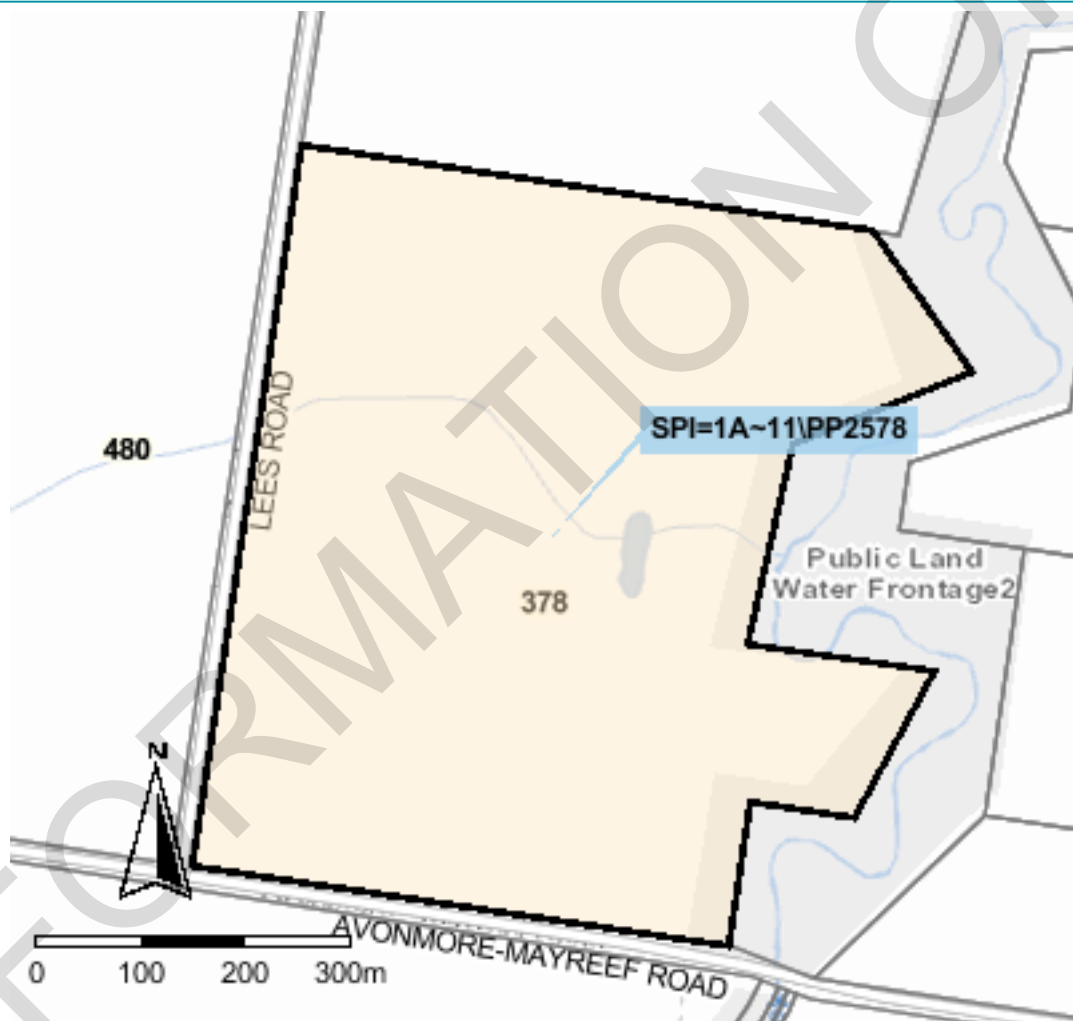 FORMATION O
SPI=1A~11\PP2578
480
LEES ROAD
Public Land
Water Frontage2
378
N
AVONMORE-MAYREEF ROAD
0 100 200 300m